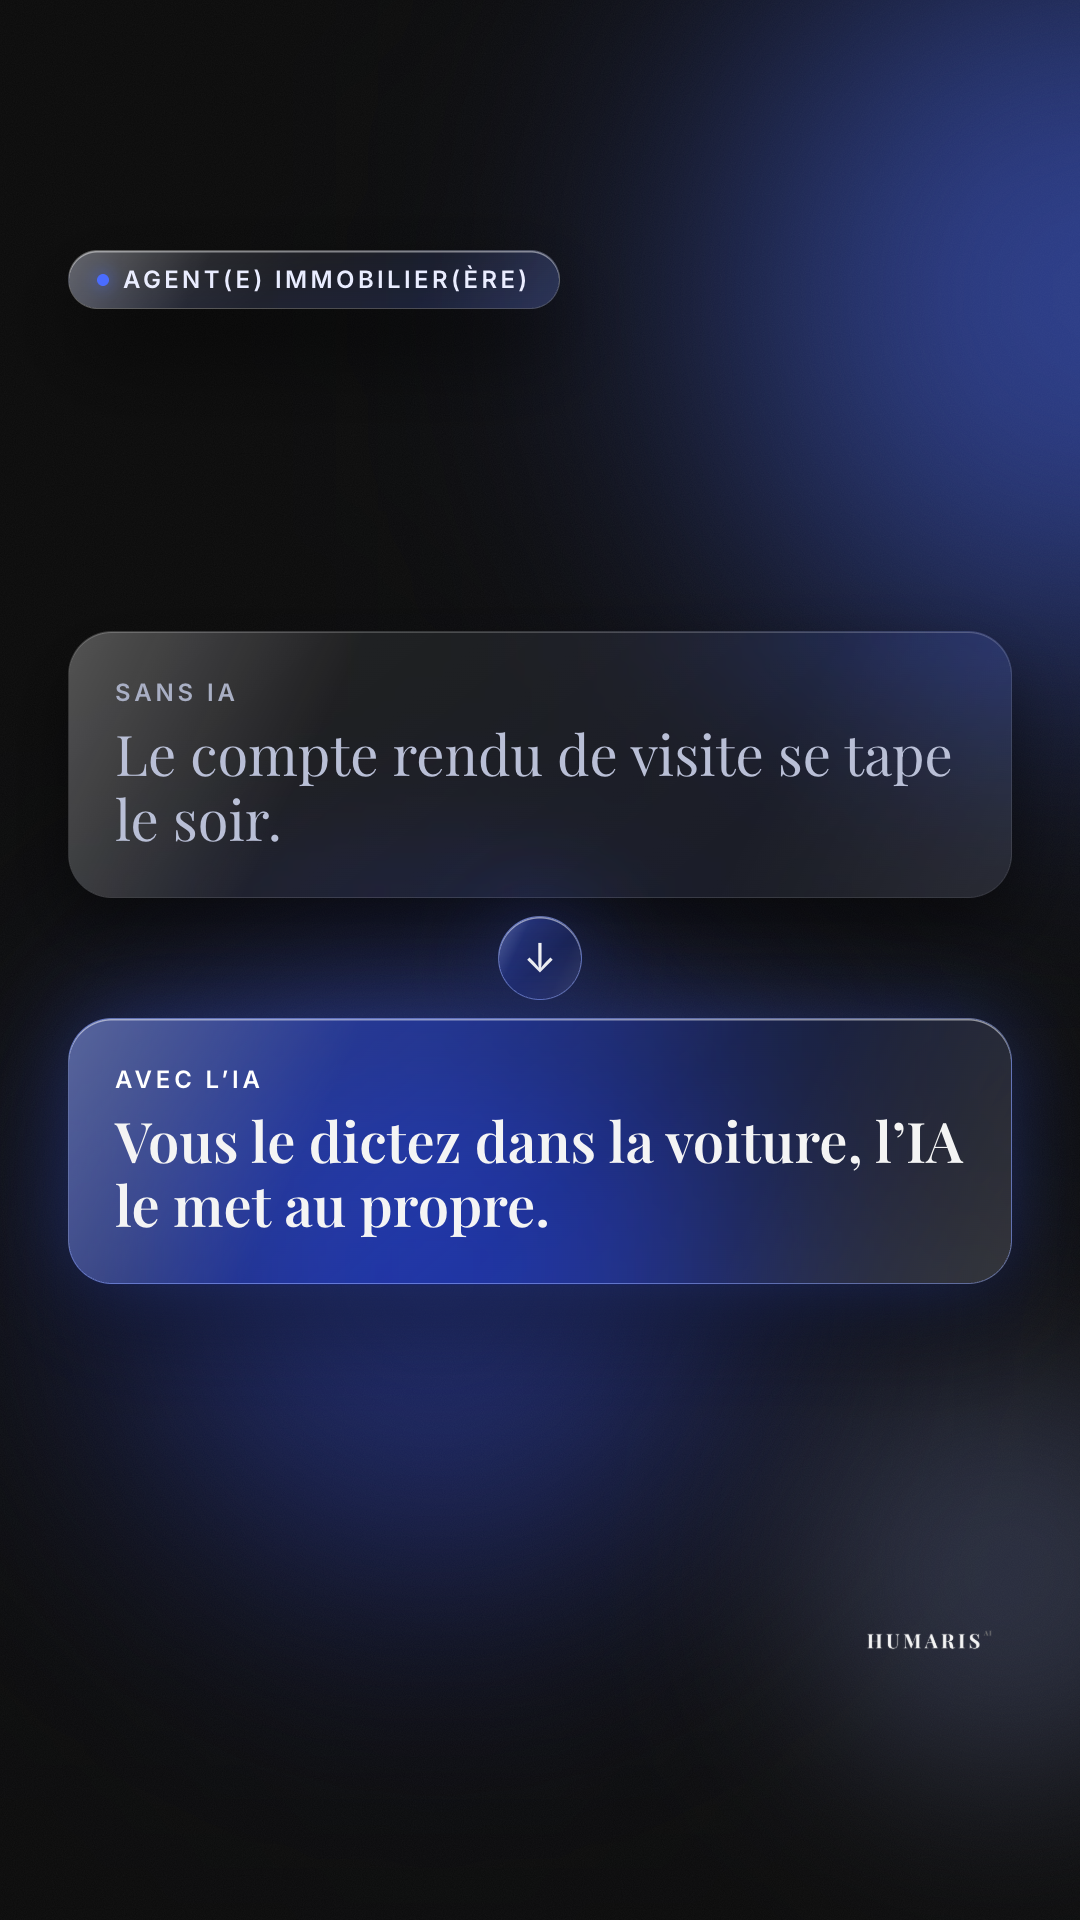 AGENT(E) IMMOBILIER(ÈRE)
SANS IA
Le compte rendu de visite se tape
le soir.
AVEC L’IA
Vous le dictez dans la voiture, l’IA
le met au propre.
HUMARIS AI